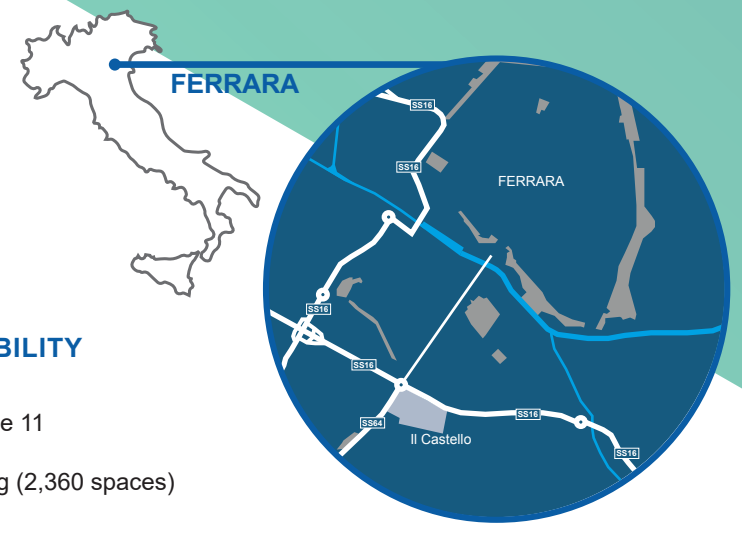 FERRARA
SS16
SS16
FERRARA
SS16
BILITY
SS16
e 11
SS64
SS16
Il Castello
SS16
g (2,360 spaces)